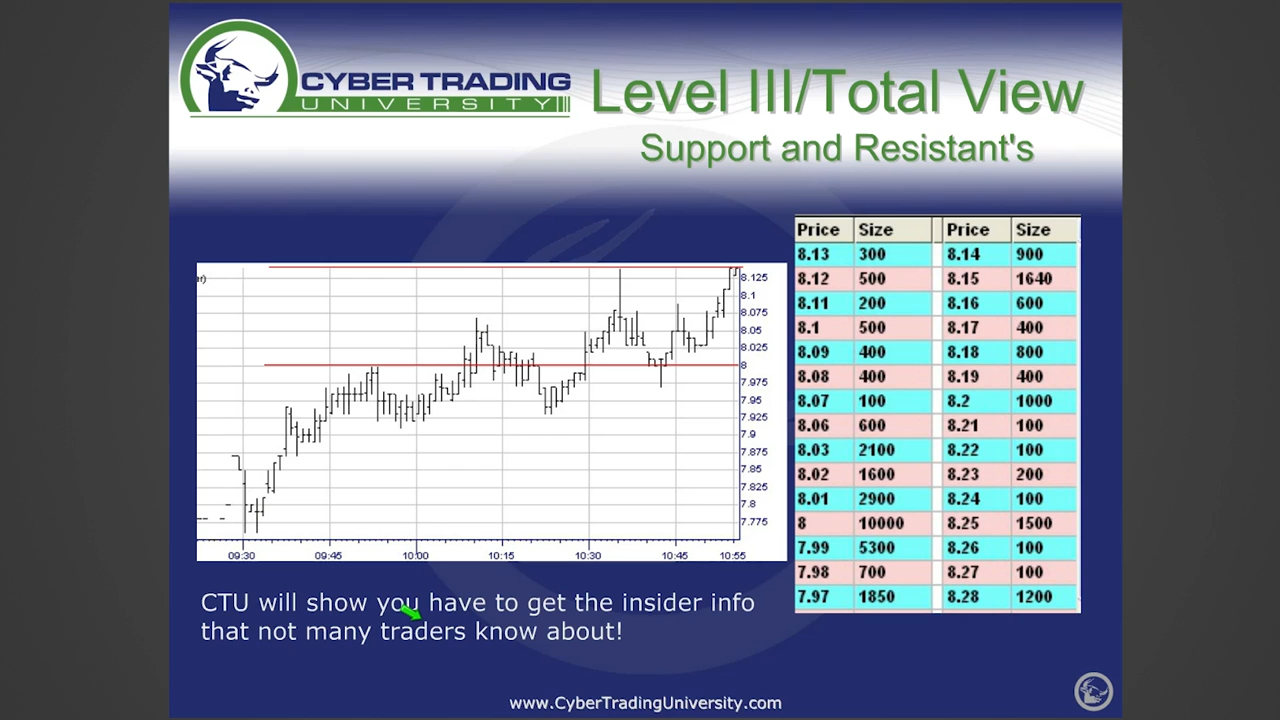 CYBER TRADING
UNIVERSITY
Level III/Total View
Support and Resistant's
Price Size Price Size
8.13 300 8.14 900
8.12 500 8.15 1640
8.11 200 8.16 600
8.1 500 8.17 400
8.09 400 8.18 800
8.08 400 8.19 400
8.07 100 8.2 1000
8.06 600 8.21 100
8.03 2100 8.22 100
8.02 1600 8.23 200
8.01 2900 8.24 100
8 10000 8.25 1500
7.99 5300 8.26 100
7.98 700 8.27 100
7.97 1850 8.28 1200
8.125
8.1
8.075
8.05
8.025
8
7.975
7.95
7.925
7.9
7.875
7.85
7.825
7.8
7.775
09:30 09:45 10:00 10:15 10:30 10:45 10:55
CTU will show you have to get the insider info
that not many traders know about!
www.CyberTradingUniversity.com